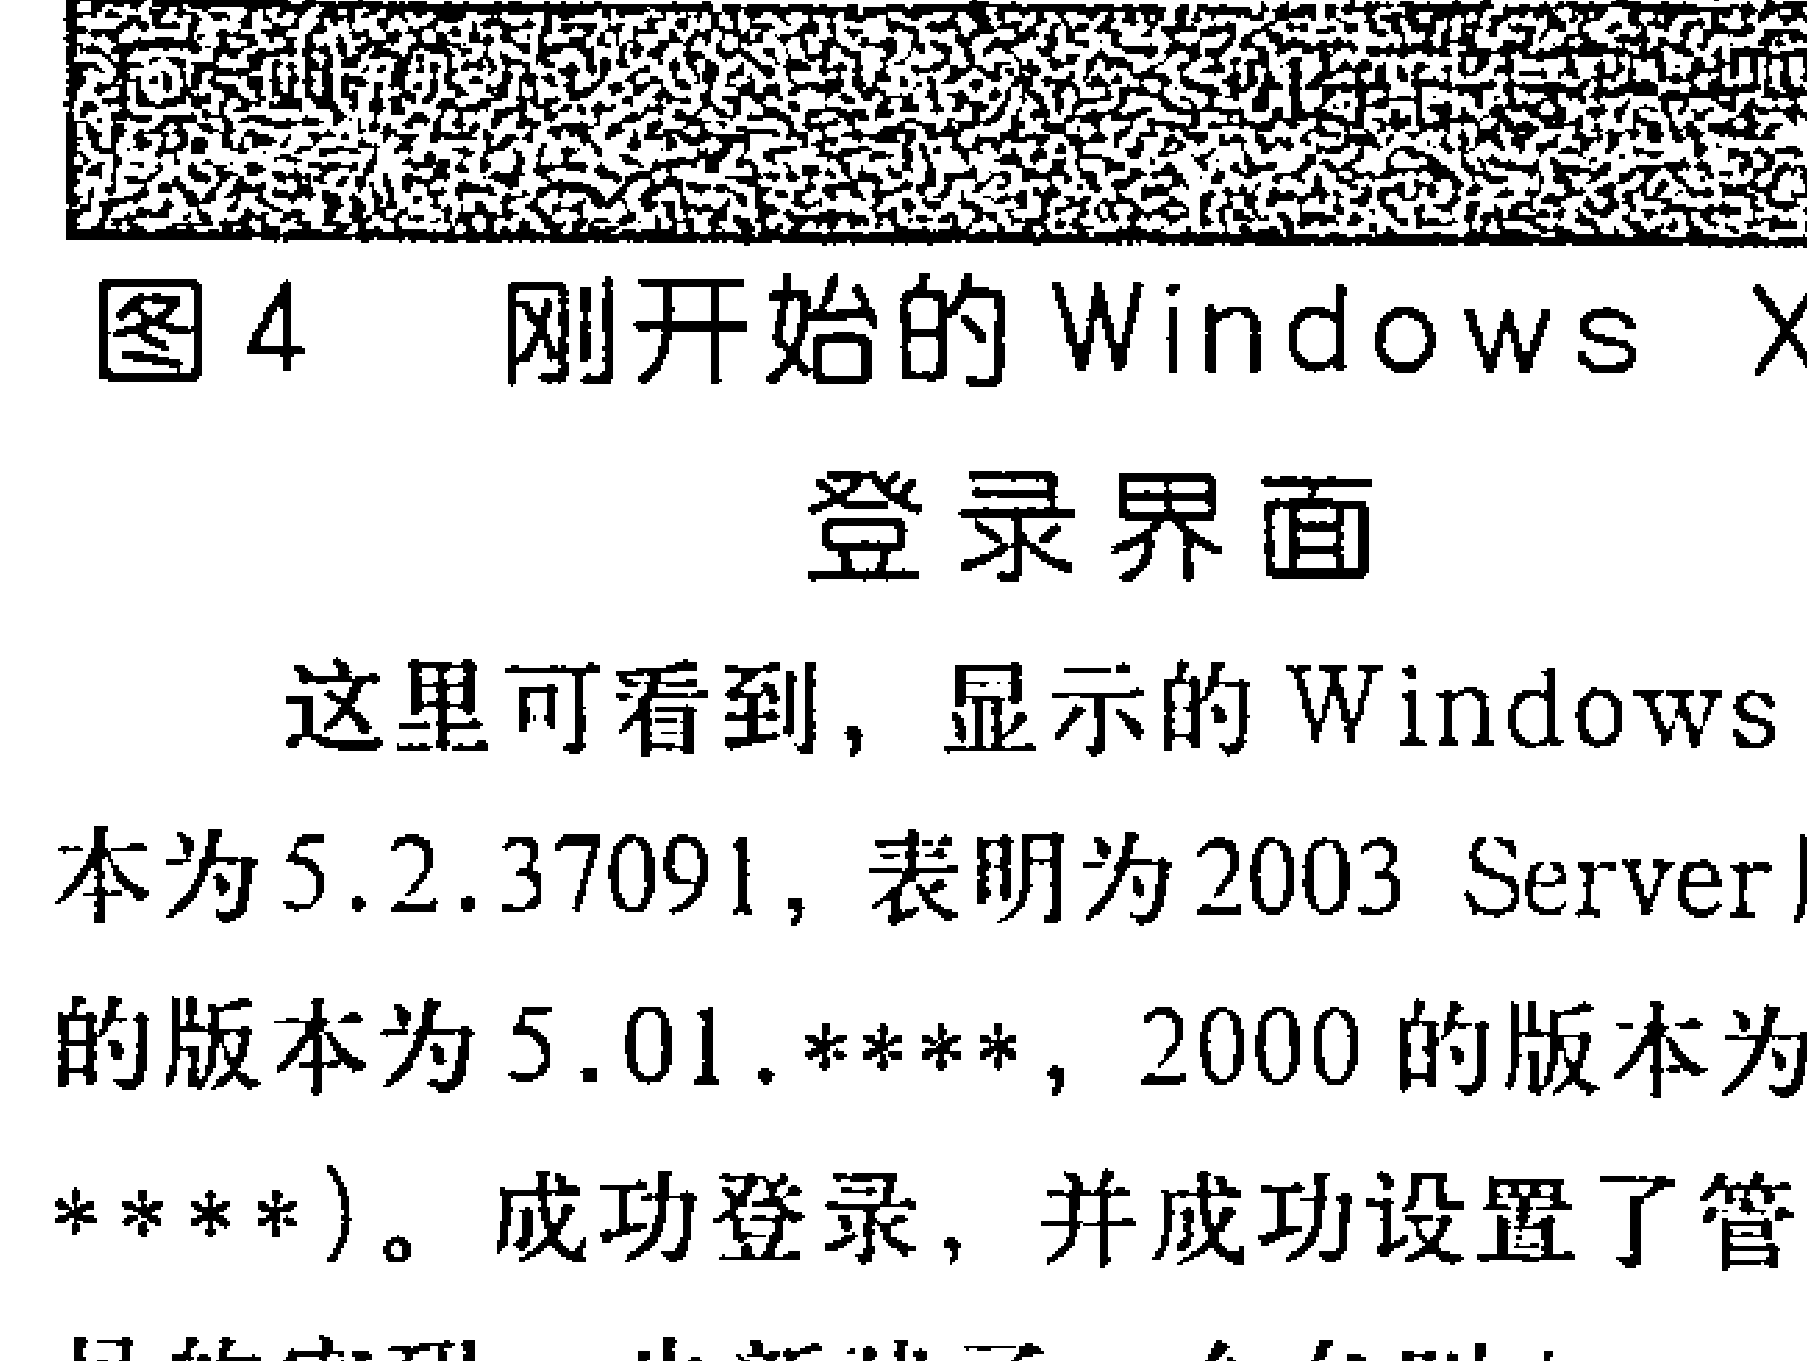 图4 刚开始的Windows X
登录界面
这里可看到，显示的Windows
本为5.2.37091，表明为2003 Server
的版本为5.01.****，2000的版本为
****)。成功登录，并成功设置了管